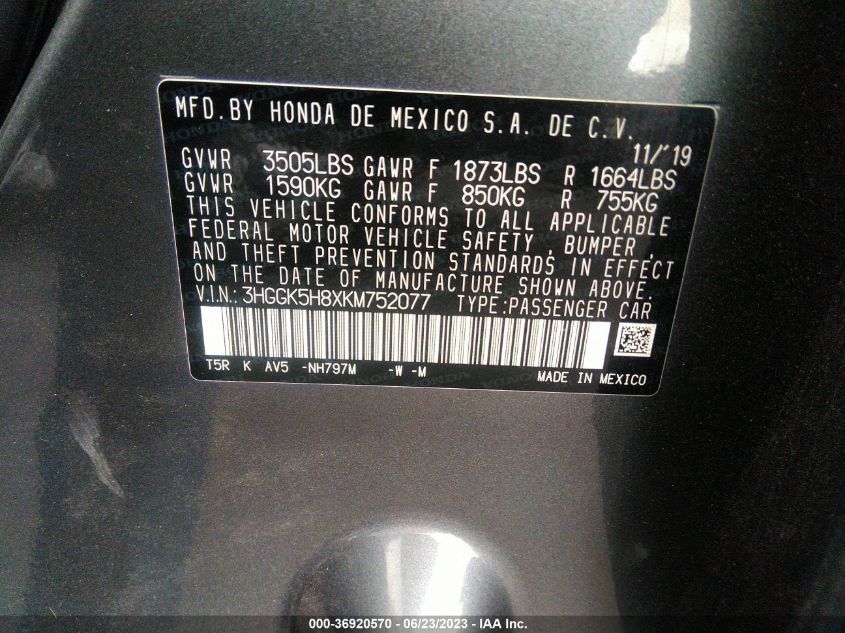 MFD. BY HONDA DE MEXICO S.A. DE C.V.
11/'19
GVWR 3505LBS GAWR F 1873LBS R 1664LBS
GVWR 1590KG GAWR F 850KG R 755KG
THIS VEHICLE CONFORMS TO ALL APPLICABLE
FEDERAL MOTOR VEHICLE SAFETY, BUMPER,
AND THEFT PREVENTION STANDARDS IN EFFECT
ON THE DATE OF MANUFACTURE SHOWN ABOVE.
V.I.N.: 3HGGK5H8XKM752077 TYPE:PASSENGER CAR
T5R K AV5 -NH797M -W -M
MADE IN MEXICO
000-36920570 - 06/23/2023 - IAA Inc.